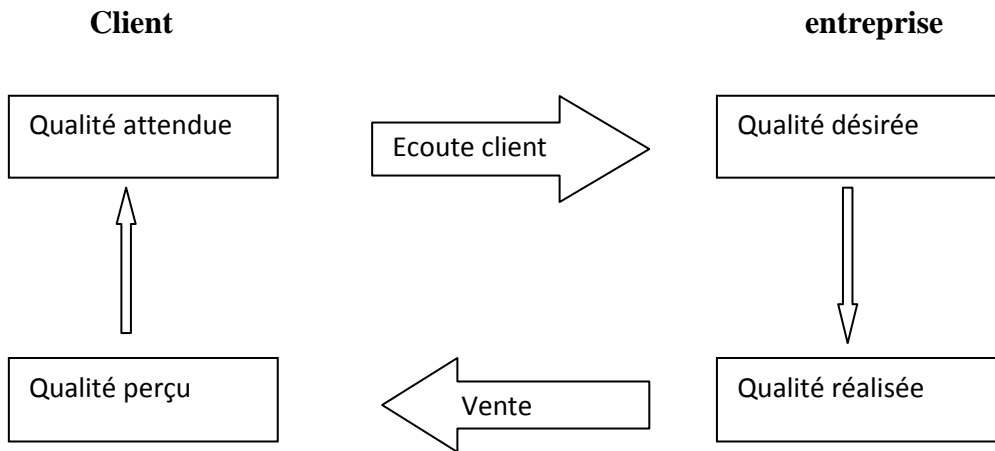 Client
entreprise
Qualité attendue
Ecoute client
Qualité désirée
Qualité perçu
Vente
Qualité réalisée